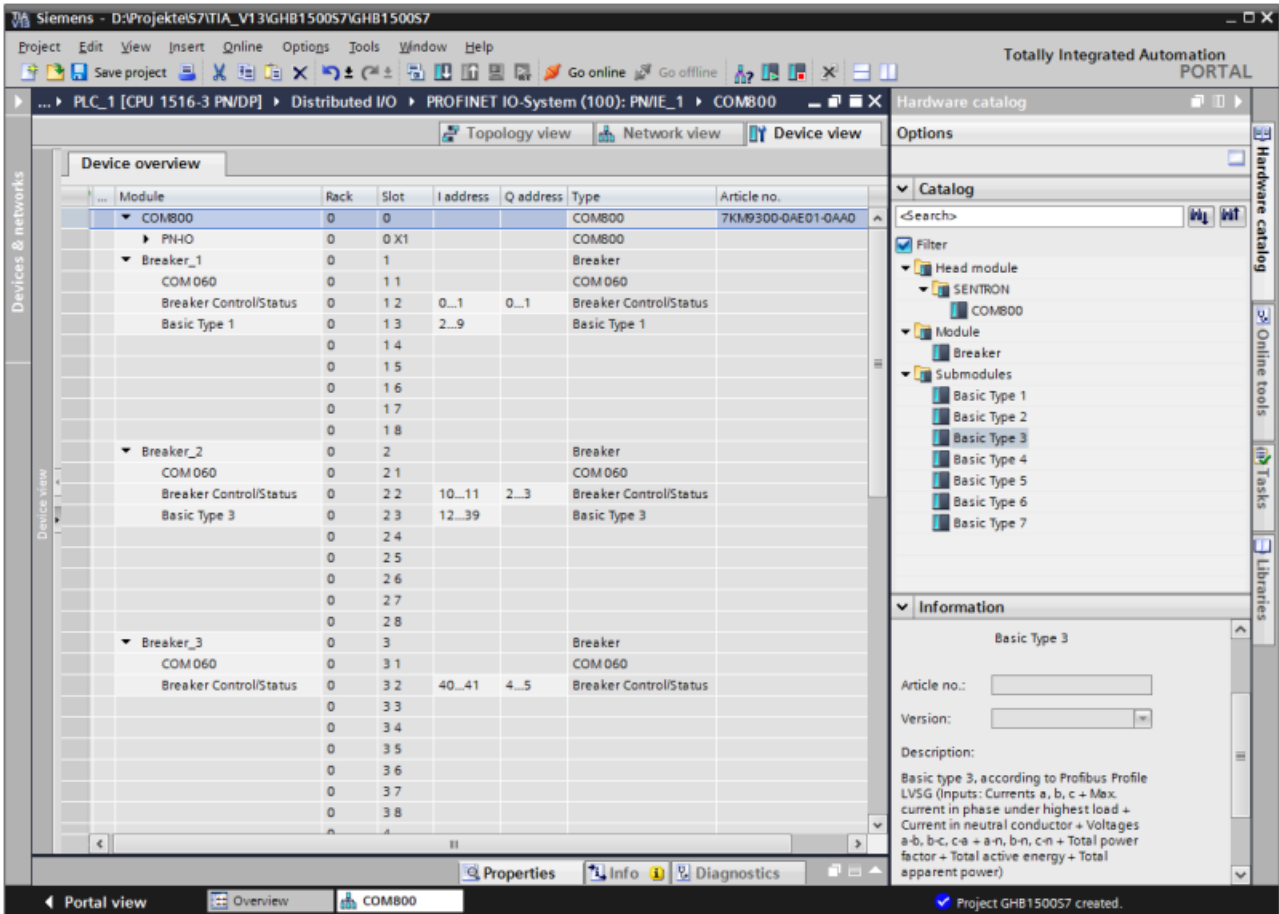 Siemens - D:\Projekte\S7\TIA_V13\GHB1500S7\GHB1500S7
Project Edit View Insert Online Options Tools Window Help
Totally Integrated Automation
PORTAL
Save project Go online Go offline
... PLC_1 [CPU 1516-3 PN/DP] Distributed I/O PROFINET IO-System (100): PN/IE_1 COM800
Topology view Network view Device view
Device overview
... Module Rack Slot I address Q address Type Article no.
COM800 0 0 COM800 7KM9300-0AE01-0AA0
PN-IO 0 0 X1 COM800
Breaker_1 0 1 Breaker
COM 060 0 1 1 COM 060
Breaker Control/Status 0 1 2 0...1 0...1 Breaker Control/Status
Basic Type 1 0 1 3 2...9 Basic Type 1
0 1 4
0 1 5
0 1 6
0 1 7
0 1 8
Breaker_2 0 2 Breaker
COM 060 0 2 1 COM 060
Breaker Control/Status 0 2 2 10...11 2...3 Breaker Control/Status
Basic Type 3 0 2 3 12...39 Basic Type 3
0 2 4
0 2 5
0 2 6
0 2 7
0 2 8
Breaker_3 0 3 Breaker
COM 060 0 3 1 COM 060
Breaker Control/Status 0 3 2 40...41 4...5 Breaker Control/Status
0 3 3
0 3 4
0 3 5
0 3 6
0 3 7
0 3 8
Devices & networks
Device view
Properties Info Diagnostics
Hardware catalog
Options
Catalog
<Search>
Filter
Head module
SENTRON
COM800
Module
Breaker
Submodules
Basic Type 1
Basic Type 2
Basic Type 3
Basic Type 4
Basic Type 5
Basic Type 6
Basic Type 7
Information
Basic Type 3
Article no.:
Version:
Description:
Basic type 3, according to Profibus Profile
LVSG (Inputs: Currents a, b, c + Max.
current in phase under highest load +
Current in neutral conductor + Voltages
a-b, b-c, c-a + a-n, b-n, c-n + Total power
factor + Total active energy + Total
apparent power)
Hardware catalog
Online tools
Tasks
Libraries
Portal view Overview COM800
Project GHB1500S7 created.